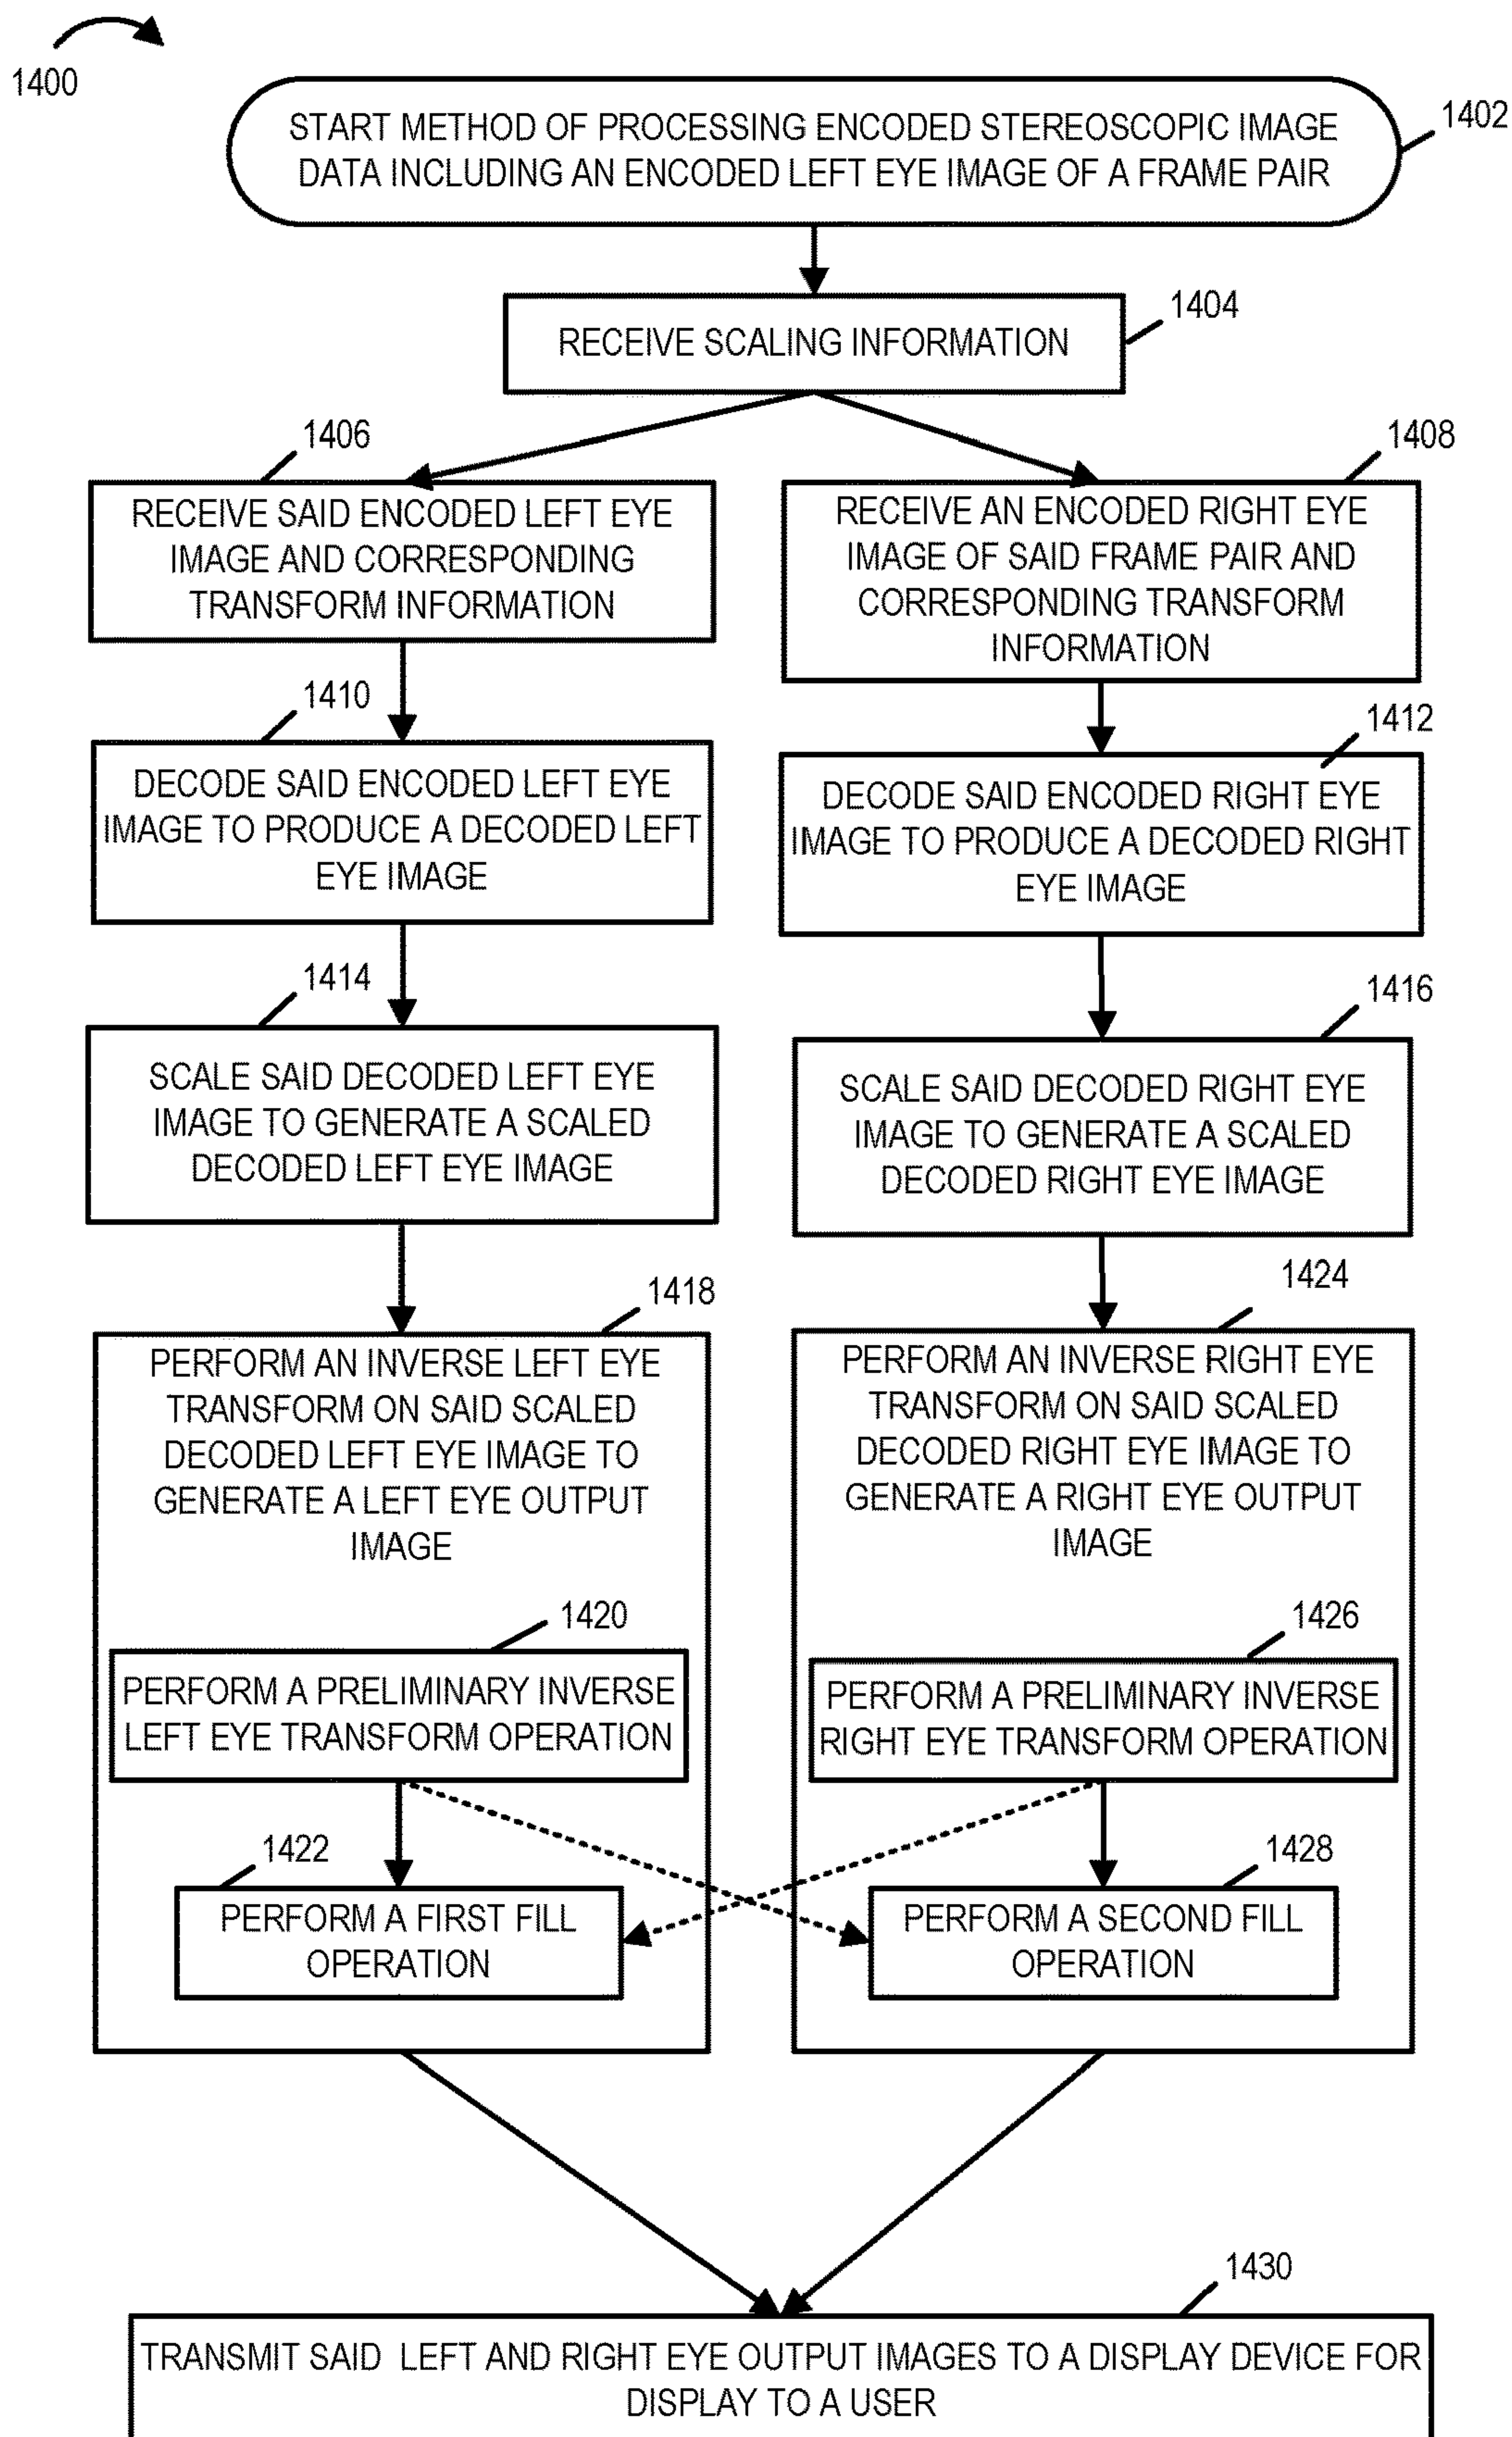 1400
START METHOD OF PROCESSING ENCODED STEREOSCOPIC IMAGE
DATA INCLUDING AN ENCODED LEFT EYE IMAGE OF A FRAME PAIR
1402
RECEIVE SCALING INFORMATION
1404
1406
RECEIVE SAID ENCODED LEFT EYE
IMAGE AND CORRESPONDING
TRANSFORM INFORMATION
1408
RECEIVE AN ENCODED RIGHT EYE
IMAGE OF SAID FRAME PAIR AND
CORRESPONDING TRANSFORM
INFORMATION
1410
DECODE SAID ENCODED LEFT EYE
IMAGE TO PRODUCE A DECODED LEFT
EYE IMAGE
1412
DECODE SAID ENCODED RIGHT EYE
IMAGE TO PRODUCE A DECODED RIGHT
EYE IMAGE
1414
SCALE SAID DECODED LEFT EYE
IMAGE TO GENERATE A SCALED
DECODED LEFT EYE IMAGE
1416
SCALE SAID DECODED RIGHT EYE
IMAGE TO GENERATE A SCALED
DECODED RIGHT EYE IMAGE
1418
PERFORM AN INVERSE LEFT EYE
TRANSFORM ON SAID SCALED
DECODED LEFT EYE IMAGE TO
GENERATE A LEFT EYE OUTPUT
IMAGE
1424
PERFORM AN INVERSE RIGHT EYE
TRANSFORM ON SAID SCALED
DECODED RIGHT EYE IMAGE TO
GENERATE A RIGHT EYE OUTPUT
IMAGE
1420
PERFORM A PRELIMINARY INVERSE
LEFT EYE TRANSFORM OPERATION
1426
PERFORM A PRELIMINARY INVERSE
RIGHT EYE TRANSFORM OPERATION
1422
PERFORM A FIRST FILL
OPERATION
1428
PERFORM A SECOND FILL
OPERATION
1430
TRANSMIT SAID LEFT AND RIGHT EYE OUTPUT IMAGES TO A DISPLAY DEVICE FOR
DISPLAY TO A USER